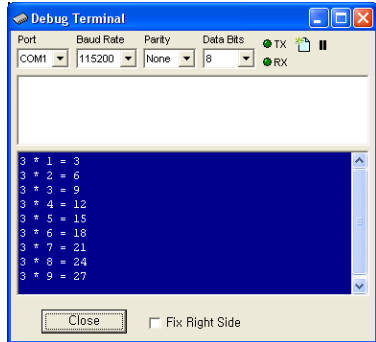 Debug Terminal
Port Baud Rate Parity Data Bits
COM1 115200 None 8 TX
RX
3 * 1 = 3
3 * 2 = 6
3 * 3 = 9
3 * 4 = 12
3 * 5 = 15
3 * 6 = 18
3 * 7 = 21
3 * 8 = 24
3 * 9 = 27
Close Fix Right Side